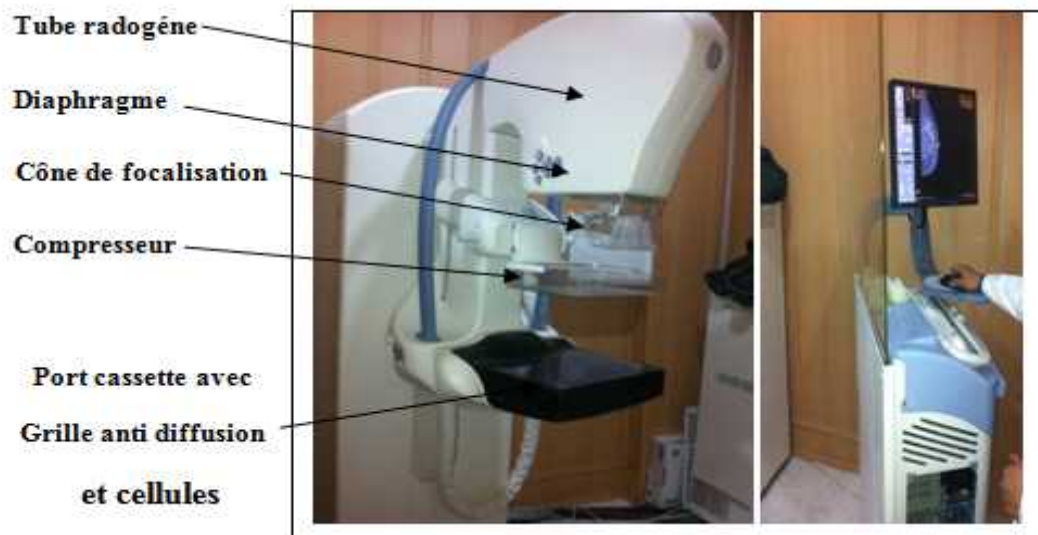 Tube radogéne
Diaphragme
Cône de focalisation
Compresseur
Port cassette avec
Grille anti diffusion
et cellules